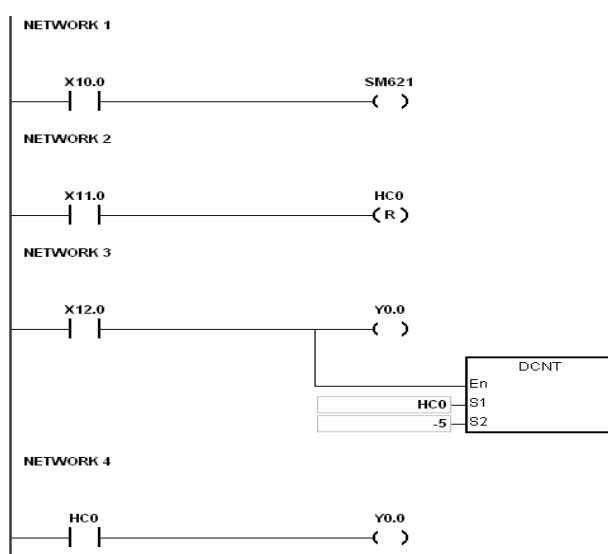 NETWORK 1
X10.0 SM621
NETWORK 2
X11.0 HC0
R
NETWORK 3
X12.0 Y0.0
DCNT
En
HC0 S1
-5 S2
NETWORK 4
HC0 Y0.0